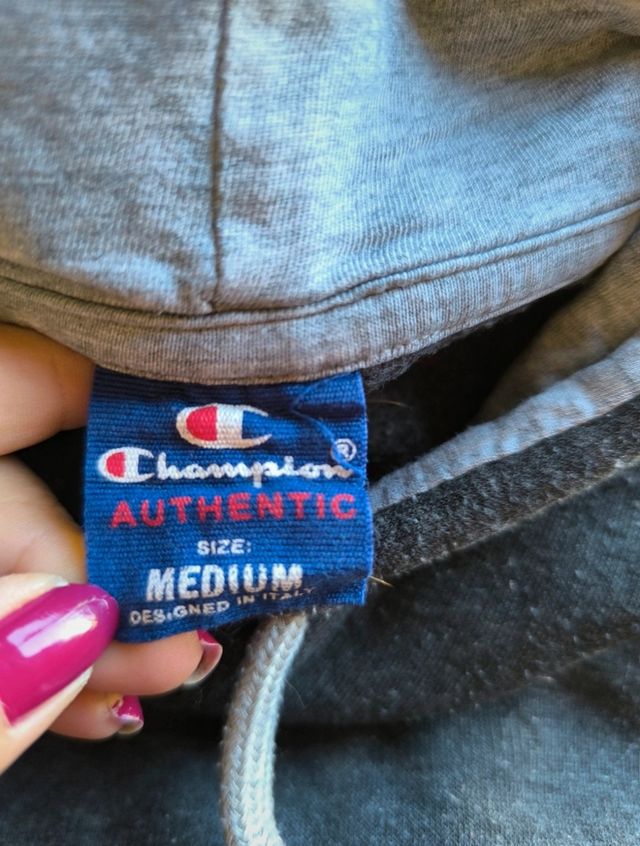 Champion®
AUTHENTIC
SIZE:
MEDIUM
DESIGNED IN ITALY